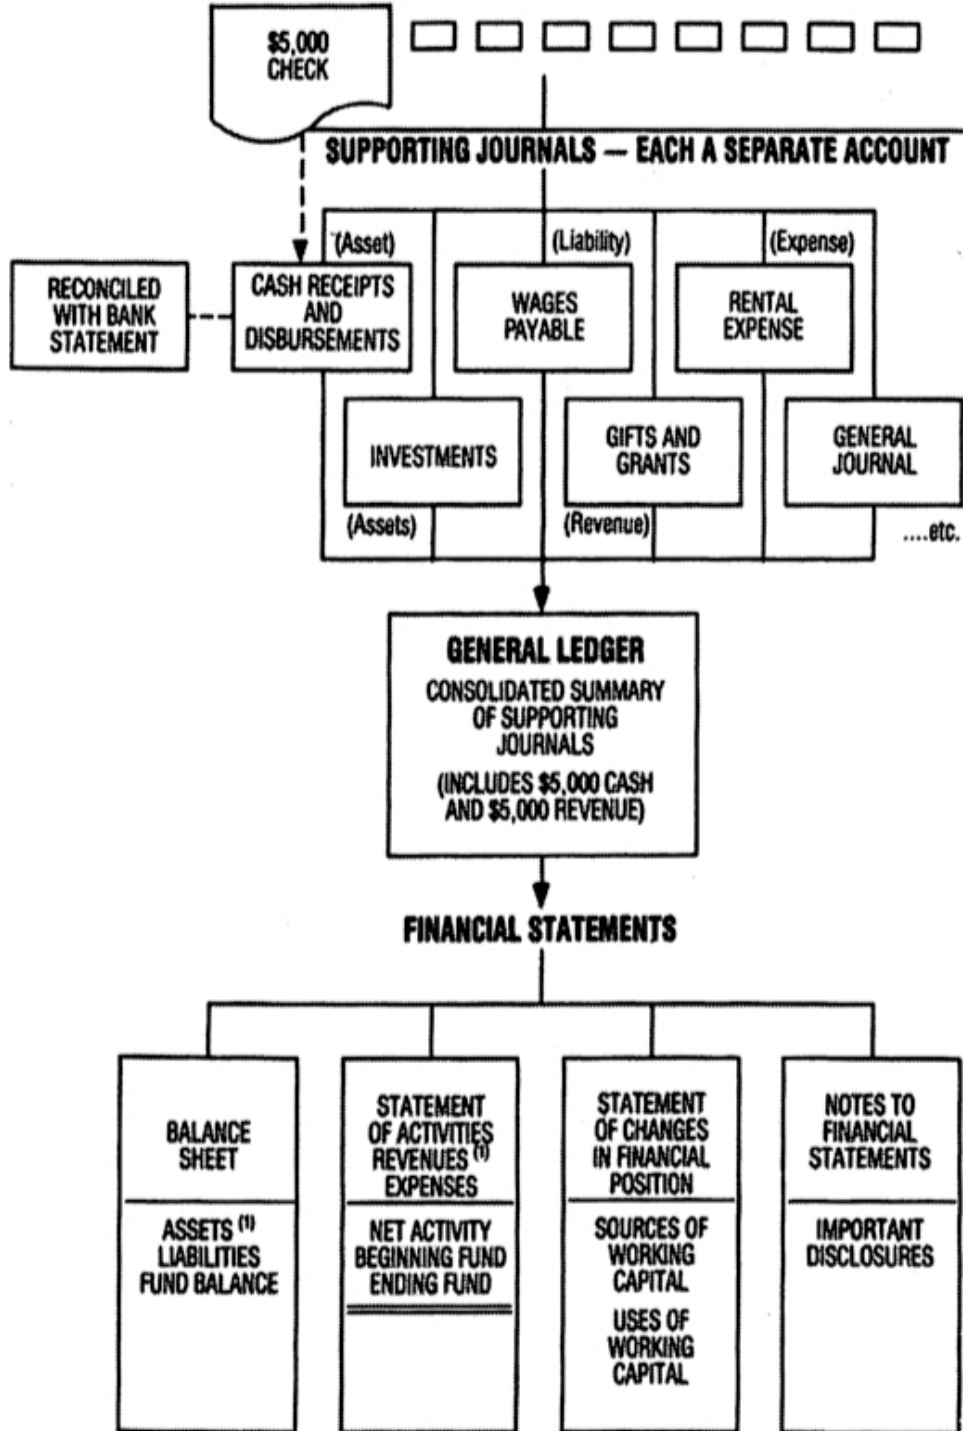 $5,000
CHECK
SUPPORTING JOURNALS — EACH A SEPARATE ACCOUNT
(Asset)
(Liability)
(Expense)
RECONCILED
WITH BANK
STATEMENT
CASH RECEIPTS
AND
DISBURSEMENTS
WAGES
PAYABLE
RENTAL
EXPENSE
INVESTMENTS
GIFTS AND
GRANTS
GENERAL
JOURNAL
(Assets)
(Revenue)
....etc.
GENERAL LEDGER
CONSOLIDATED SUMMARY
OF SUPPORTING
JOURNALS
(INCLUDES $5,000 CASH
AND $5,000 REVENUE)
FINANCIAL STATEMENTS
BALANCE
SHEET
ASSETS (1)
LIABILITIES
FUND BALANCE
STATEMENT
OF ACTIVITIES
REVENUES (1)
EXPENSES
NET ACTIVITY
BEGINNING FUND
ENDING FUND
STATEMENT
OF CHANGES
IN FINANCIAL
POSITION
SOURCES OF
WORKING
CAPITAL
USES OF
WORKING
CAPITAL
NOTES TO
FINANCIAL
STATEMENTS
IMPORTANT
DISCLOSURES